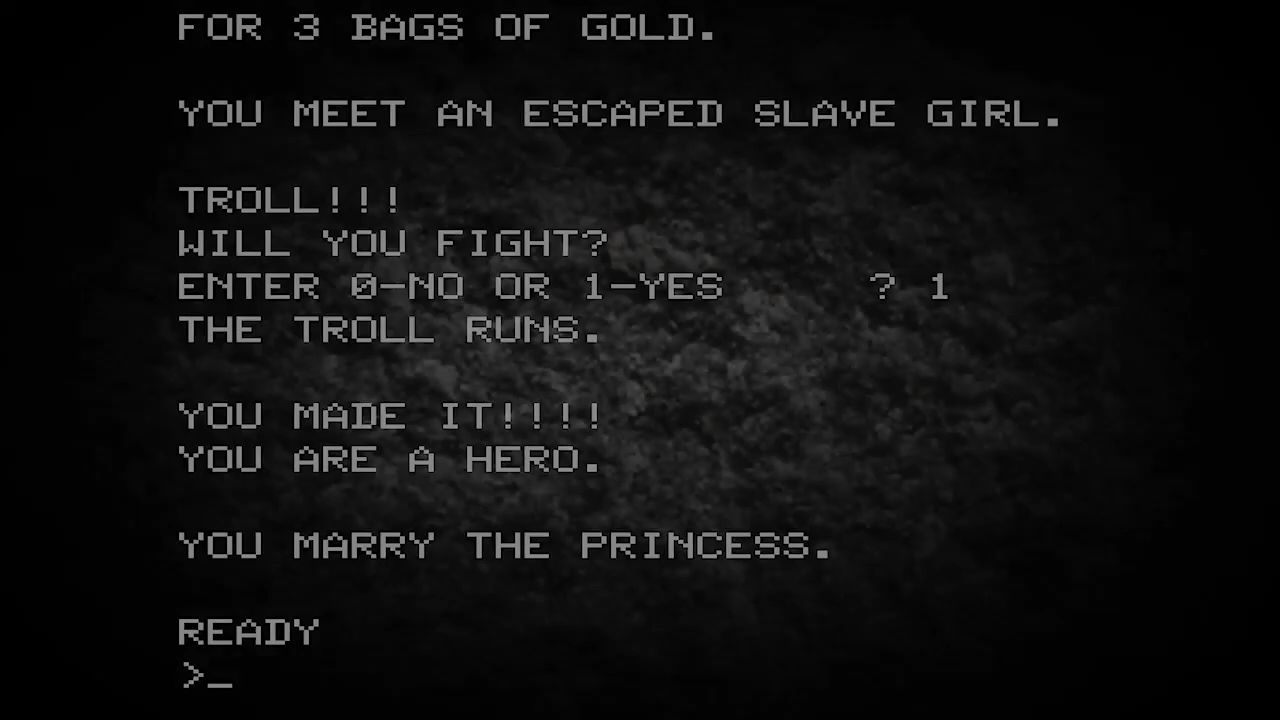 FOR 3 BAGS OF GOLD.
YOU MEET AN ESCAPED SLAVE GIRL.
TROLL!!!
WILL YOU FIGHT?
ENTER 0-NO OR 1-YES ? 1
THE TROLL RUNS.
YOU MADE IT!!!!
YOU ARE A HERO.
YOU MARRY THE PRINCESS.
READY
>_